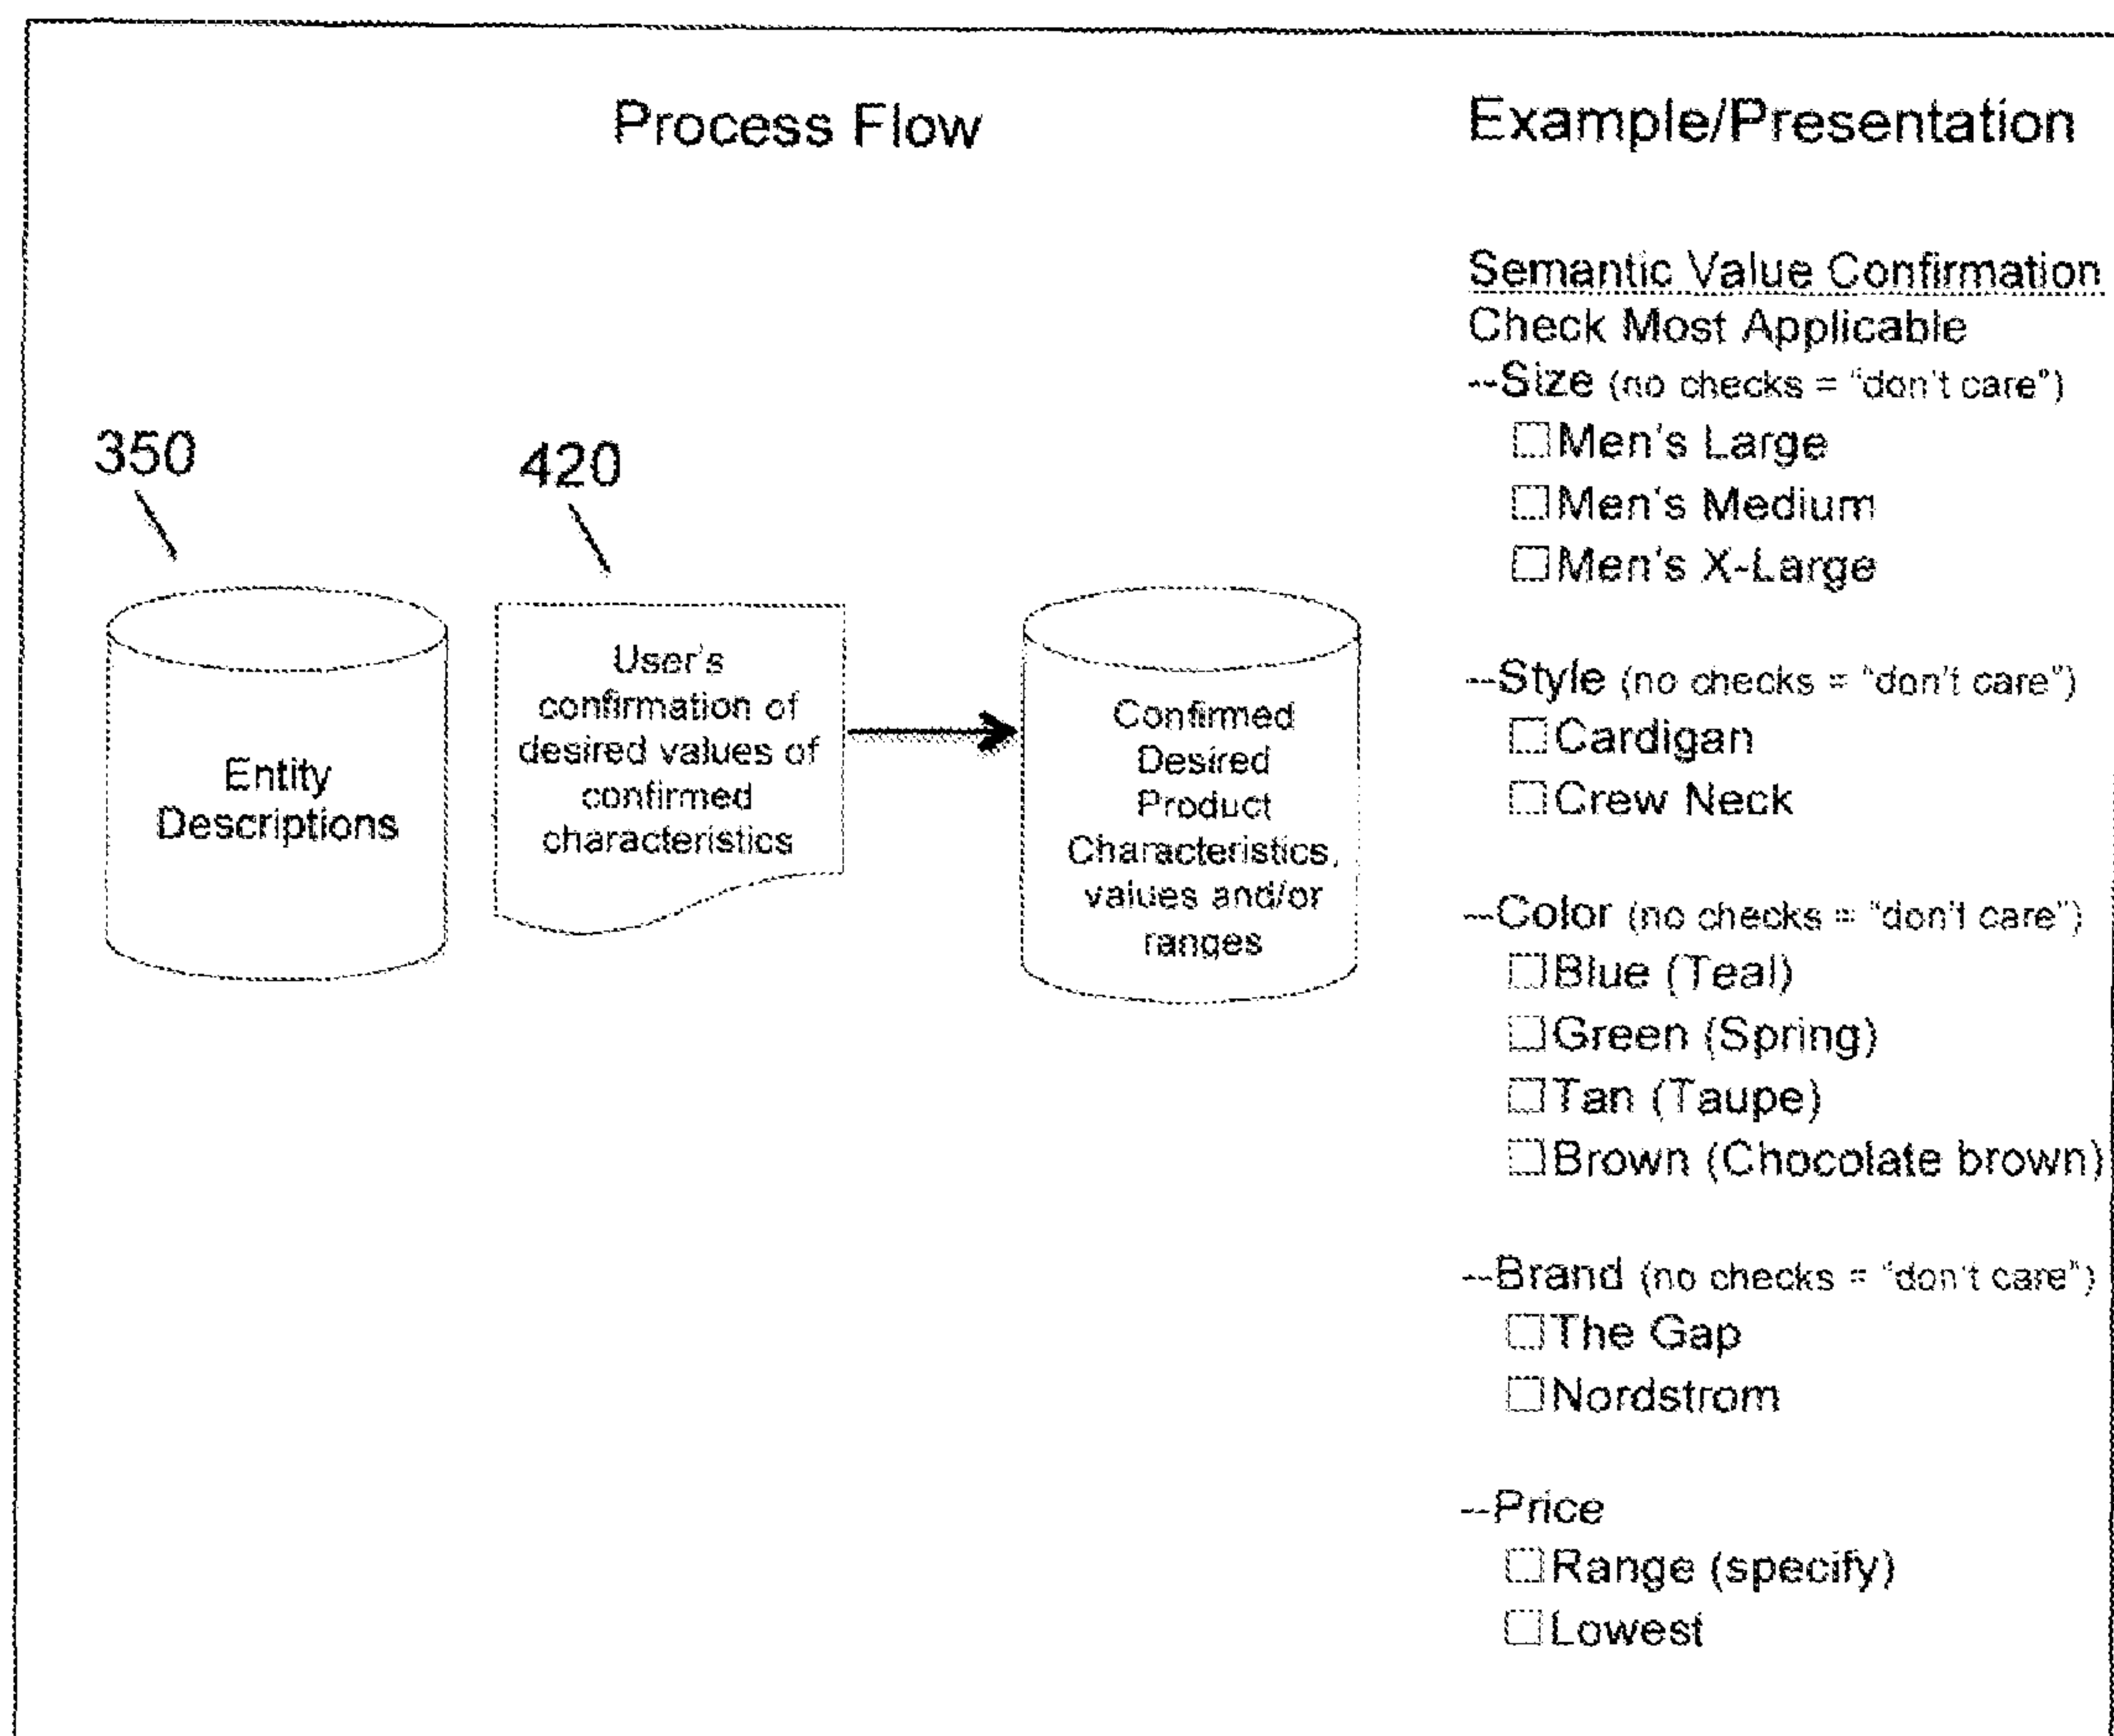 Process Flow
Example/Presentation
350
420
Entity
Descriptions
User's
confirmation of
desired values of
confirmed
characteristics
Confirmed
Desired
Product
Characteristics,
values and/or
ranges
Semantic Value Confirmation
Check Most Applicable
--Size (no checks = "don't care")
Men's Large
Men's Medium
Men's X-Large
--Style (no checks = "don't care")
Cardigan
Crew Neck
--Color (no checks = "don't care")
Blue (Teal)
Green (Spring)
Tan (Taupe)
Brown (Chocolate brown)
--Brand (no checks = "don't care")
The Gap
Nordstrom
--Price
Range (specify)
Lowest